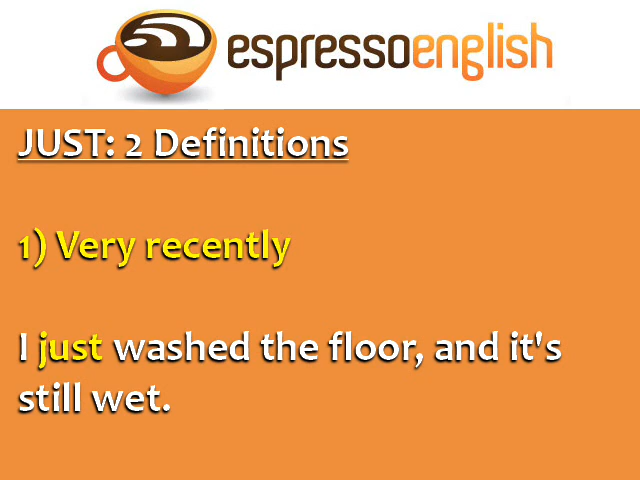 espressoenglish
JUST: 2 Definitions
1) Very recently
I just washed the floor, and it's
still wet.